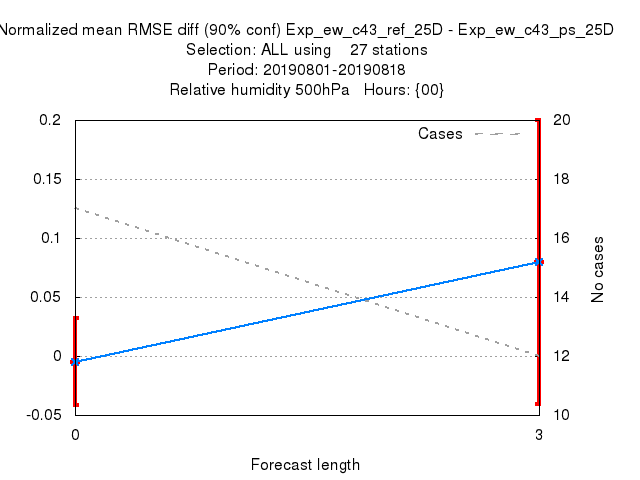 Normalized mean RMSE diff (90% conf) Exp_ew_c43_ref_25D - Exp_ew_c43_ps_25D
Selection: ALL using 27 stations
Period: 20190801-20190818
Relative humidity 500hPa Hours: {00}
Cases
0.2
0.15
0.1
0.05
0
-0.05
20
18
16
14
12
10
No cases
0 3
Forecast length